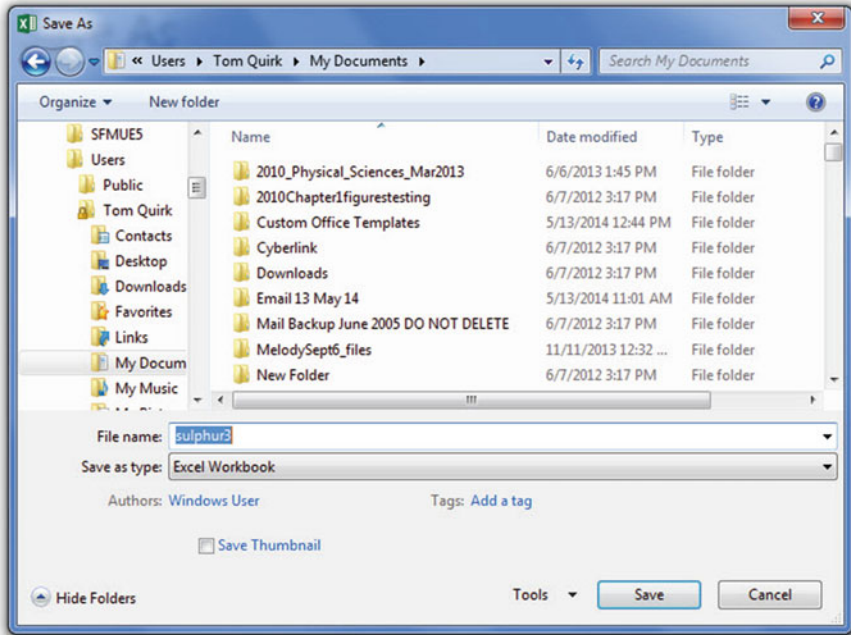 Save As
« Users ▸ Tom Quirk ▸ My Documents ▸
Search My Documents
Organize
New folder
SFMUE5
Users
Public
Tom Quirk
Contacts
Desktop
Downloads
Favorites
Links
My Docum
My Music
Name Date modified Type
2010_Physical_Sciences_Mar2013 6/6/2013 1:45 PM File folder
2010Chapter1figurestesting 6/7/2012 3:17 PM File folder
Custom Office Templates 5/13/2014 12:44 PM File folder
Cyberlink 6/7/2012 3:17 PM File folder
Downloads 6/7/2012 3:17 PM File folder
Email 13 May 14 5/13/2014 11:01 AM File folder
Mail Backup June 2005 DO NOT DELETE 6/7/2012 3:17 PM File folder
MelodySept6_files 11/11/2013 12:32 ... File folder
New Folder 6/7/2012 3:17 PM File folder
File name: sulphur3
Save as type: Excel Workbook
Authors: Windows User
Tags: Add a tag
Save Thumbnail
Hide Folders
Tools
Save
Cancel